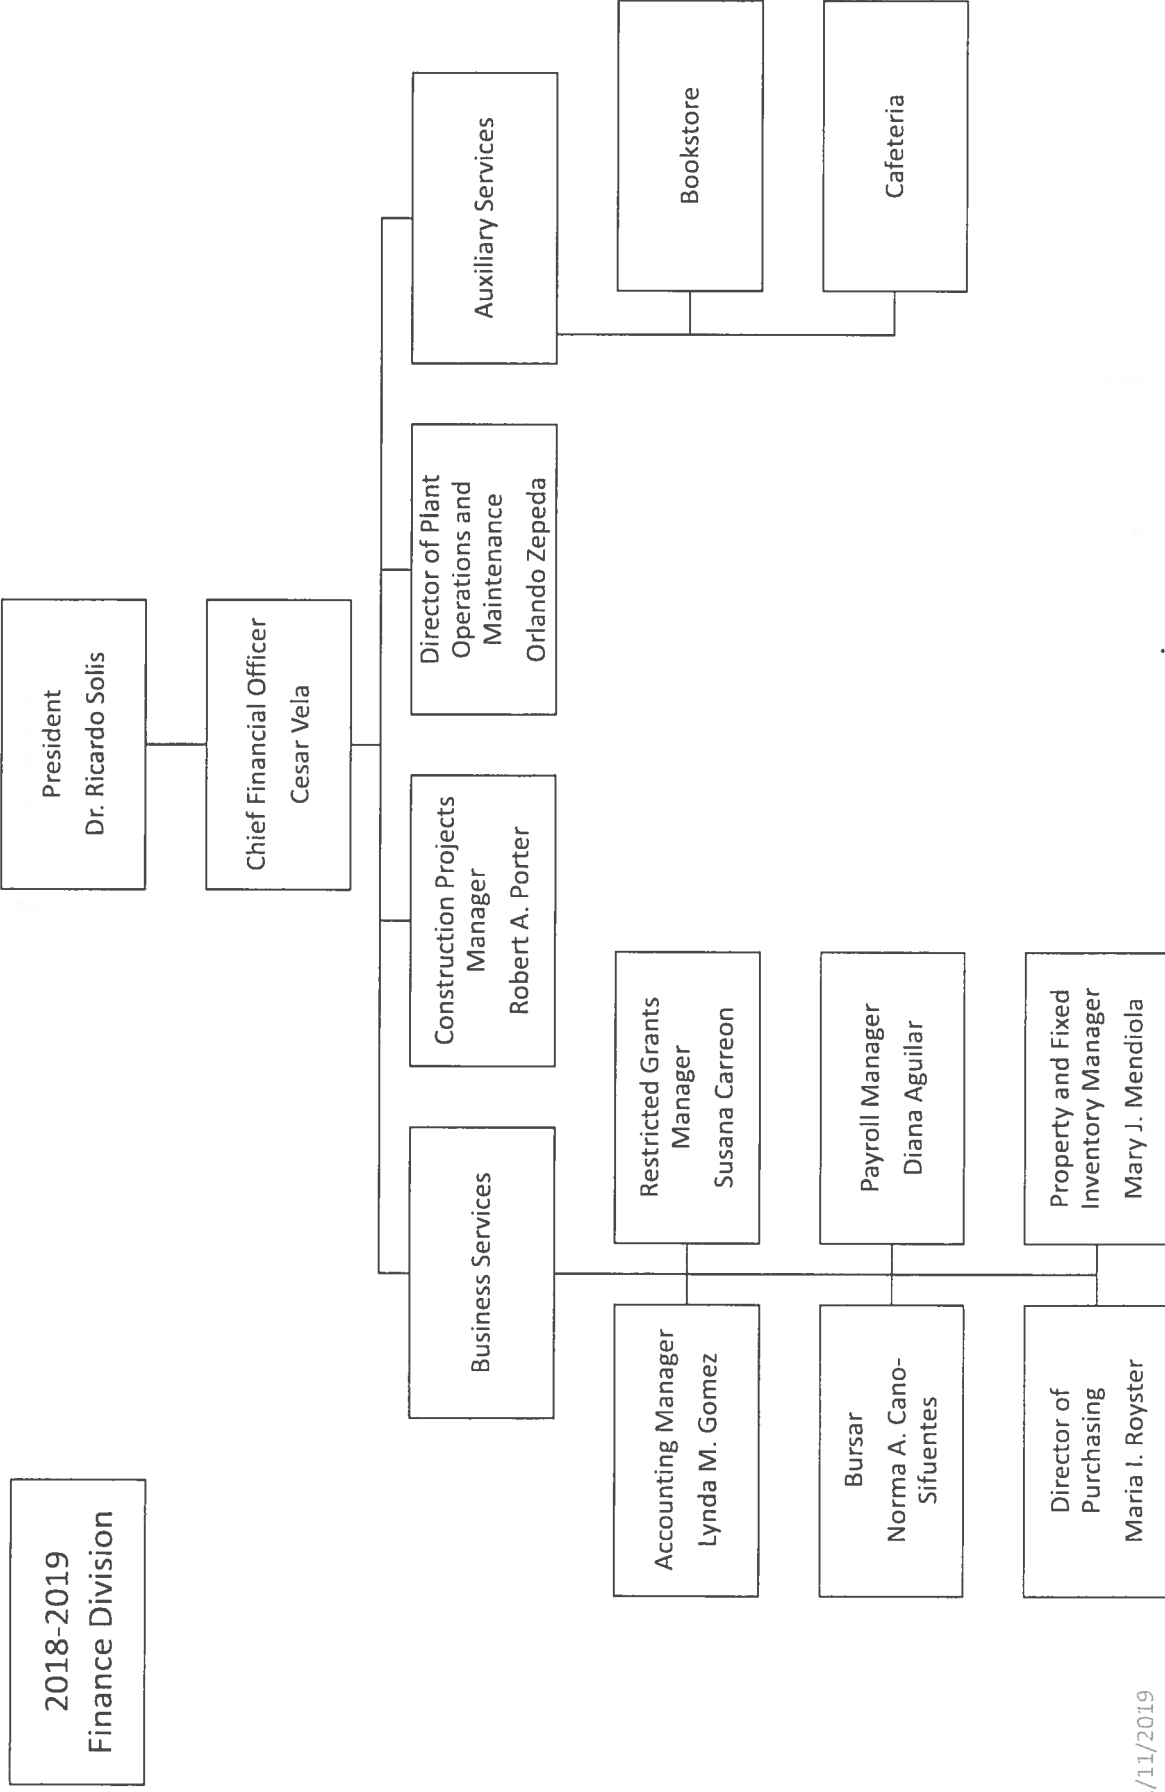 2018-2019
Finance Division
President
Dr. Ricardo Solis
Chief Financial Officer
Cesar Vela
Business Services
Construction Projects
Manager
Robert A. Porter
Director of Plant
Operations and
Maintenance
Orlando Zepeda
Auxiliary Services
Accounting Manager
Lynda M. Gomez
Restricted Grants
Manager
Susana Carreon
Bookstore
Bursar
Norma A. Cano-
Sifuentes
Payroll Manager
Diana Aguilar
Cafeteria
Director of
Purchasing
Maria I. Royster
Property and Fixed
Inventory Manager
Mary J. Mendiola
/11/2019